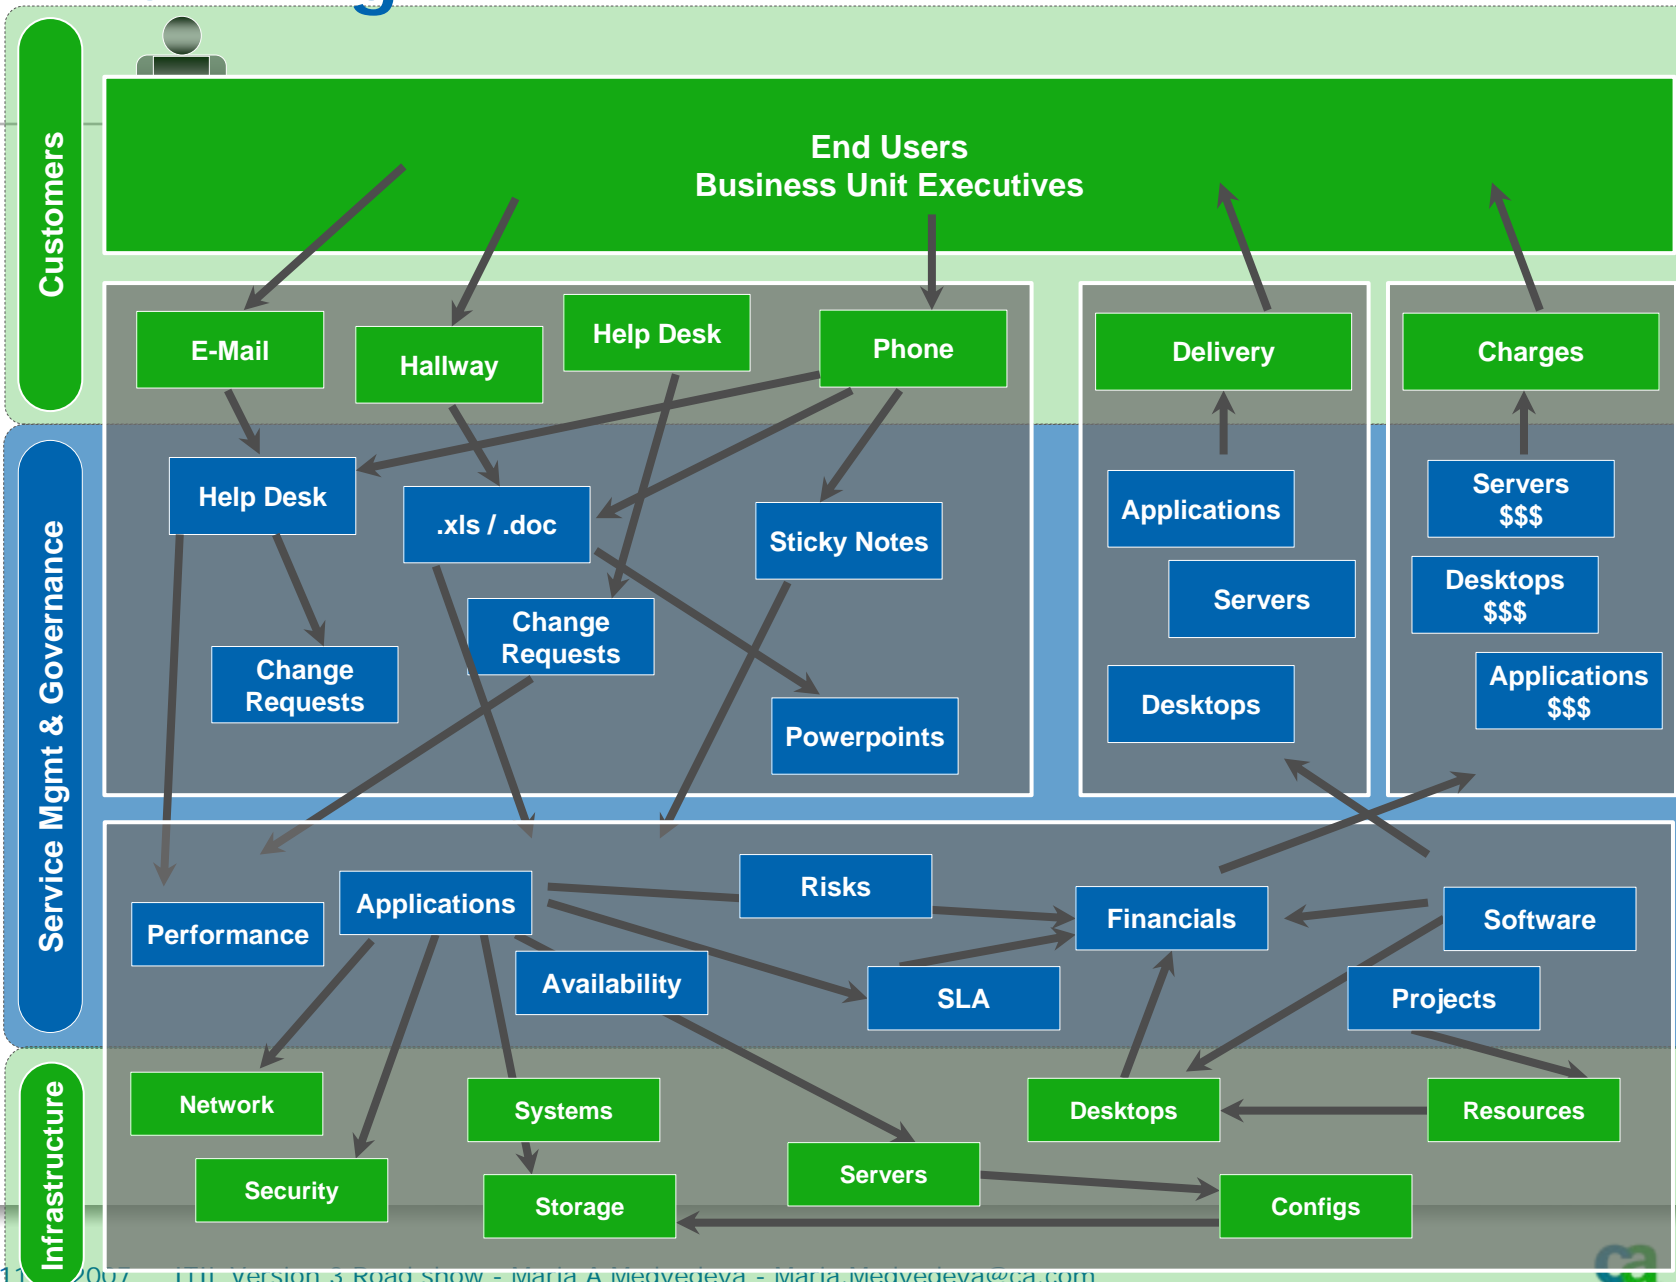 Customers
End Users
Business Unit Executives
E-Mail
Hallway
Help Desk
Phone
Delivery
Charges
Service Mgmt & Governance
Help Desk
.xls / .doc
Sticky Notes
Change
Requests
Change
Requests
Powerpoints
Applications
Servers
Desktops
Servers
$$$
Desktops
$$$
Applications
$$$
Performance
Applications
Risks
Availability
SLA
Financials
Software
Projects
Infrastructure
Network
Systems
Security
Storage
Servers
Desktops
Resources
Configs
2007 ITIL Version 3 Road show - Maria A Medvedeva - Maria.Medvedeva@ca.com
ca